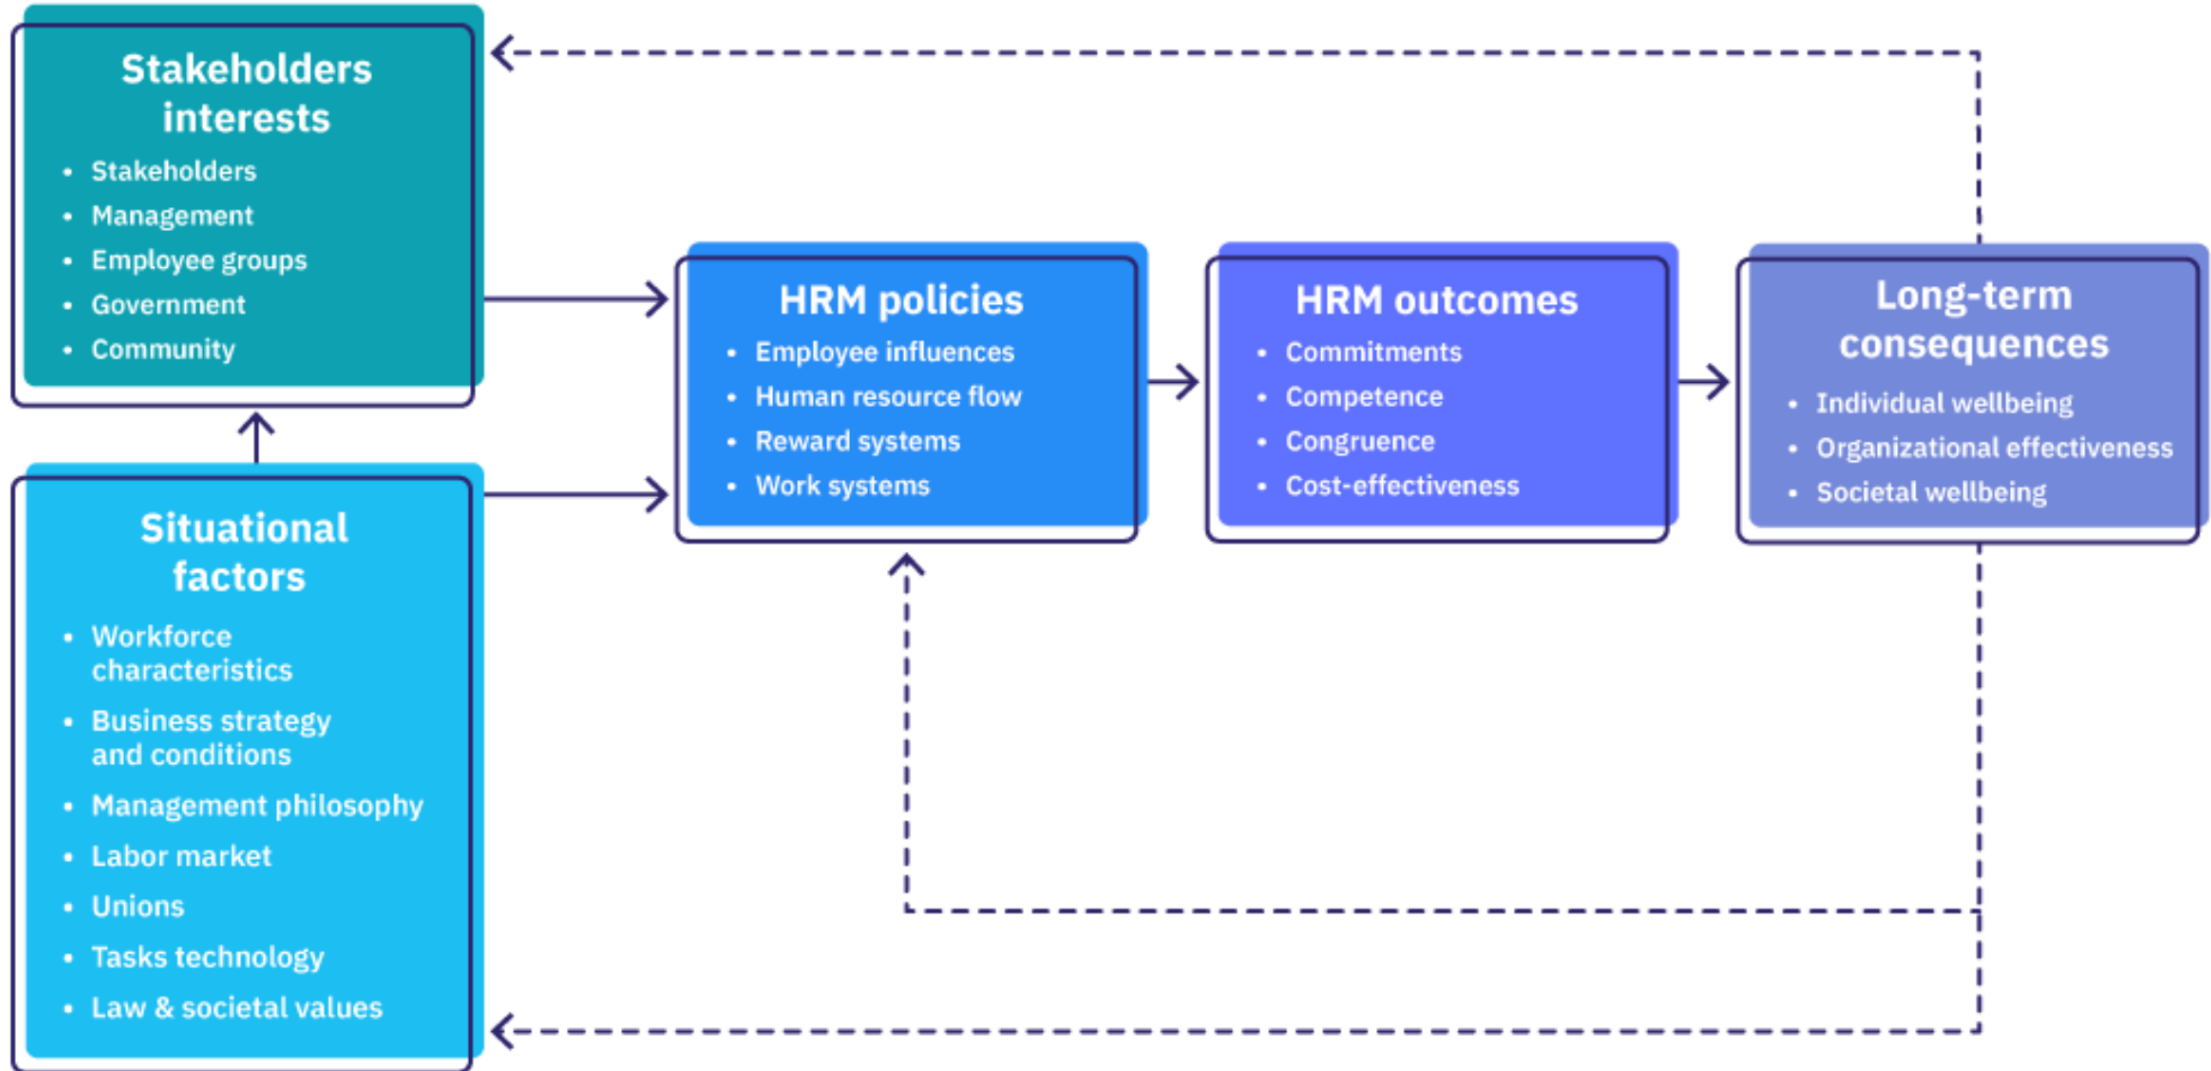 Stakeholders
interests
• Stakeholders
• Management
• Employee groups
• Government
• Community
Situational
factors
• Workforce
characteristics
• Business strategy
and conditions
• Management philosophy
• Labor market
• Unions
• Tasks technology
• Law & societal values
HRM policies
• Employee influences
• Human resource flow
• Reward systems
• Work systems
HRM outcomes
• Commitments
• Competence
• Congruence
• Cost-effectiveness
Long-term
consequences
• Individual wellbeing
• Organizational effectiveness
• Societal wellbeing